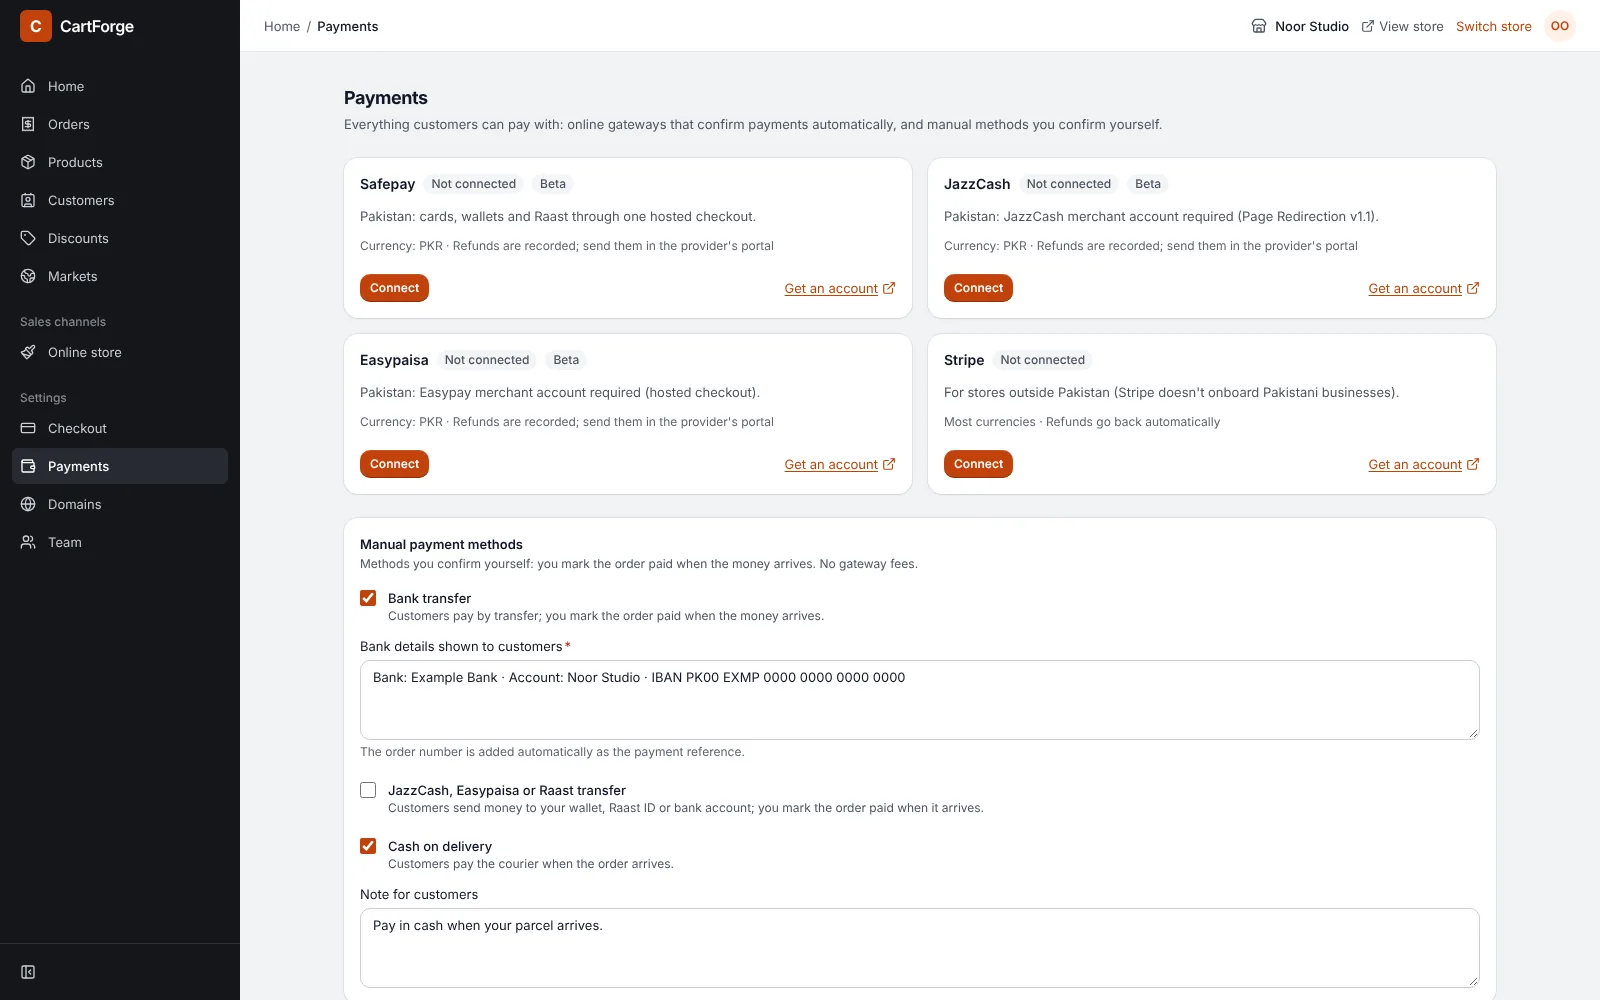 C CartForge
Home / Payments
Noor Studio View store Switch store OO
Home
Orders
Products
Customers
Discounts
Markets
Sales channels
Online store
Settings
Checkout
Payments
Domains
Team
Payments
Everything customers can pay with: online gateways that confirm payments automatically, and manual methods you confirm yourself.
Safepay Not connected Beta
Pakistan: cards, wallets and Raast through one hosted checkout.
Currency: PKR · Refunds are recorded; send them in the provider's portal
Connect Get an account
JazzCash Not connected Beta
Pakistan: JazzCash merchant account required (Page Redirection v1.1).
Currency: PKR · Refunds are recorded; send them in the provider's portal
Connect Get an account
Easypaisa Not connected Beta
Pakistan: Easypay merchant account required (hosted checkout).
Currency: PKR · Refunds are recorded; send them in the provider's portal
Connect Get an account
Stripe Not connected
For stores outside Pakistan (Stripe doesn't onboard Pakistani businesses).
Most currencies · Refunds go back automatically
Connect Get an account
Manual payment methods
Methods you confirm yourself: you mark the order paid when the money arrives. No gateway fees.
Bank transfer
Customers pay by transfer; you mark the order paid when the money arrives.
Bank details shown to customers*
Bank: Example Bank · Account: Noor Studio · IBAN PK00 EXMP 0000 0000 0000 0000
The order number is added automatically as the payment reference.
JazzCash, Easypaisa or Raast transfer
Customers send money to your wallet, Raast ID or bank account; you mark the order paid when it arrives.
Cash on delivery
Customers pay the courier when the order arrives.
Note for customers
Pay in cash when your parcel arrives.